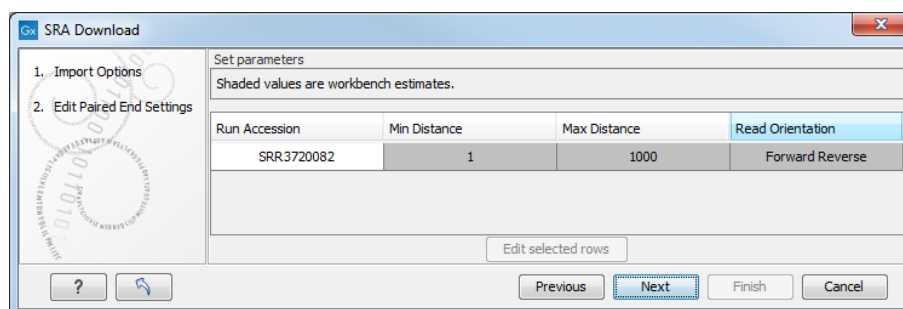 Gx SRA Download
1. Import Options
2. Edit Paired End Settings
Set parameters
Shaded values are workbench estimates.
Run Accession Min Distance Max Distance Read Orientation
SRR3720082 1 1000 Forward Reverse
Edit selected rows
? Previous Next Finish Cancel